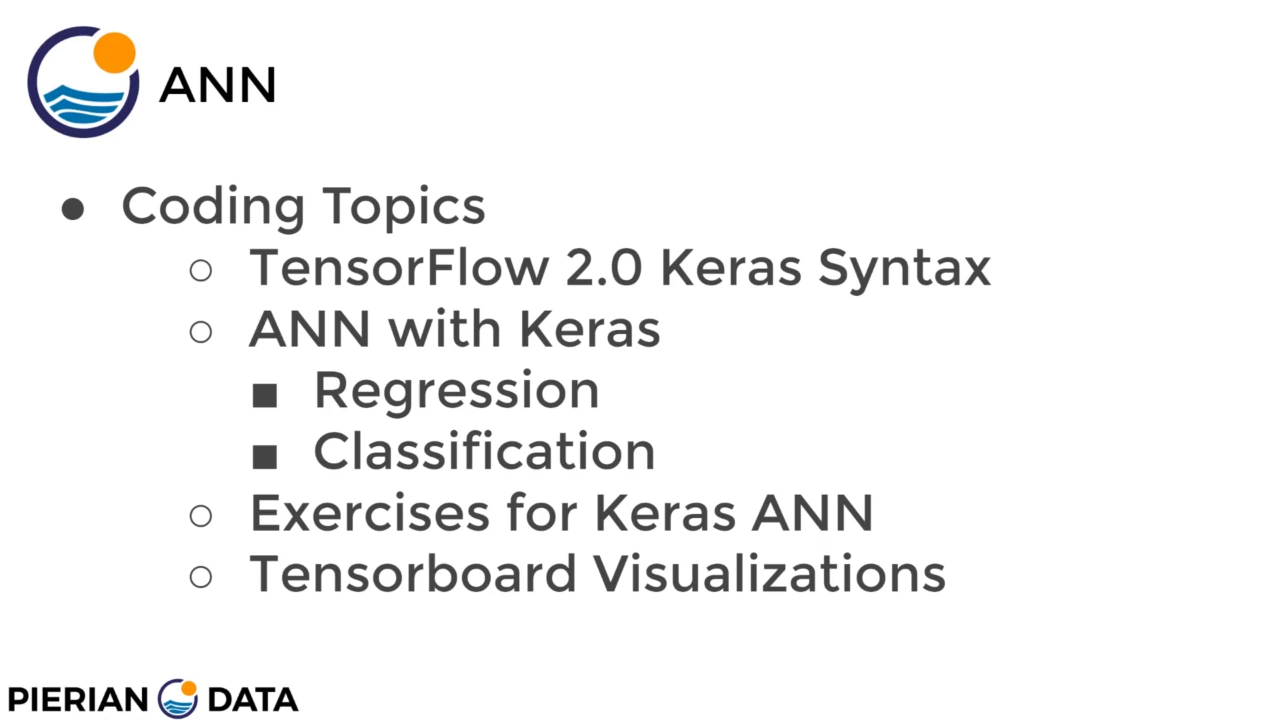 ANN
● Coding Topics
○ TensorFlow 2.0 Keras Syntax
○ ANN with Keras
■ Regression
■ Classification
○ Exercises for Keras ANN
○ Tensorboard Visualizations
PIERIAN DATA